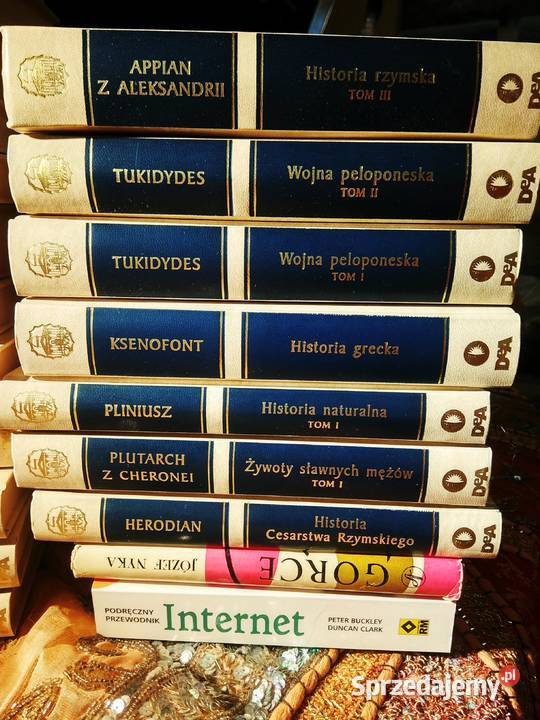 APPIAN
Z ALEKSANDRII
Historia rzymska
TOM III
DeA
TUKIDYDES
Wojna peloponeska
TOM II
DeA
TUKIDYDES
Wojna peloponeska
TOM I
DeA
KSENOFONT
Historia grecka
DeA
PLINIUSZ
Historia naturalna
TOM I
DeA
PLUTARCH
Z CHERONEI
Żywoty sławnych mężów
TOM I
DeA
HERODIAN
Historia
Cesarstwa Rzymskiego
DeA
JÓZEF NYKA
GORCE
PODRĘCZNY
PRZEWODNIK
Internet
PETER BUCKLEY
DUNCAN CLARK
RM
Sprzedajemy.pl